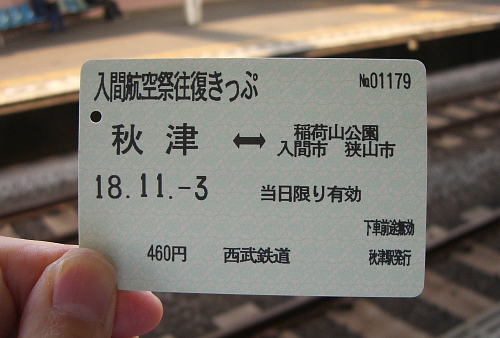 入間航空祭往復きっぷ
№01179
秋津 ↔ 稲荷山公園
入間市 狭山市
18.11.-3 当日限り有効
下車前途無効
460円 西武鉄道 秋津駅発行